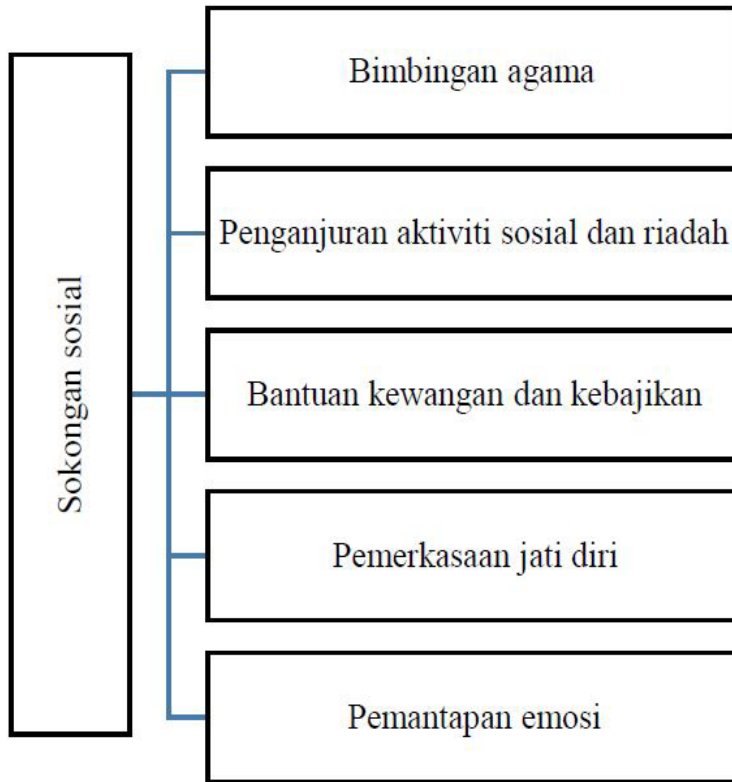 Sokongan sosial
Bimbingan agama
Penganjuran aktiviti sosial dan riadah
Bantuan kewangan dan kebajikan
Pemerkasaan jati diri
Pemantapan emosi